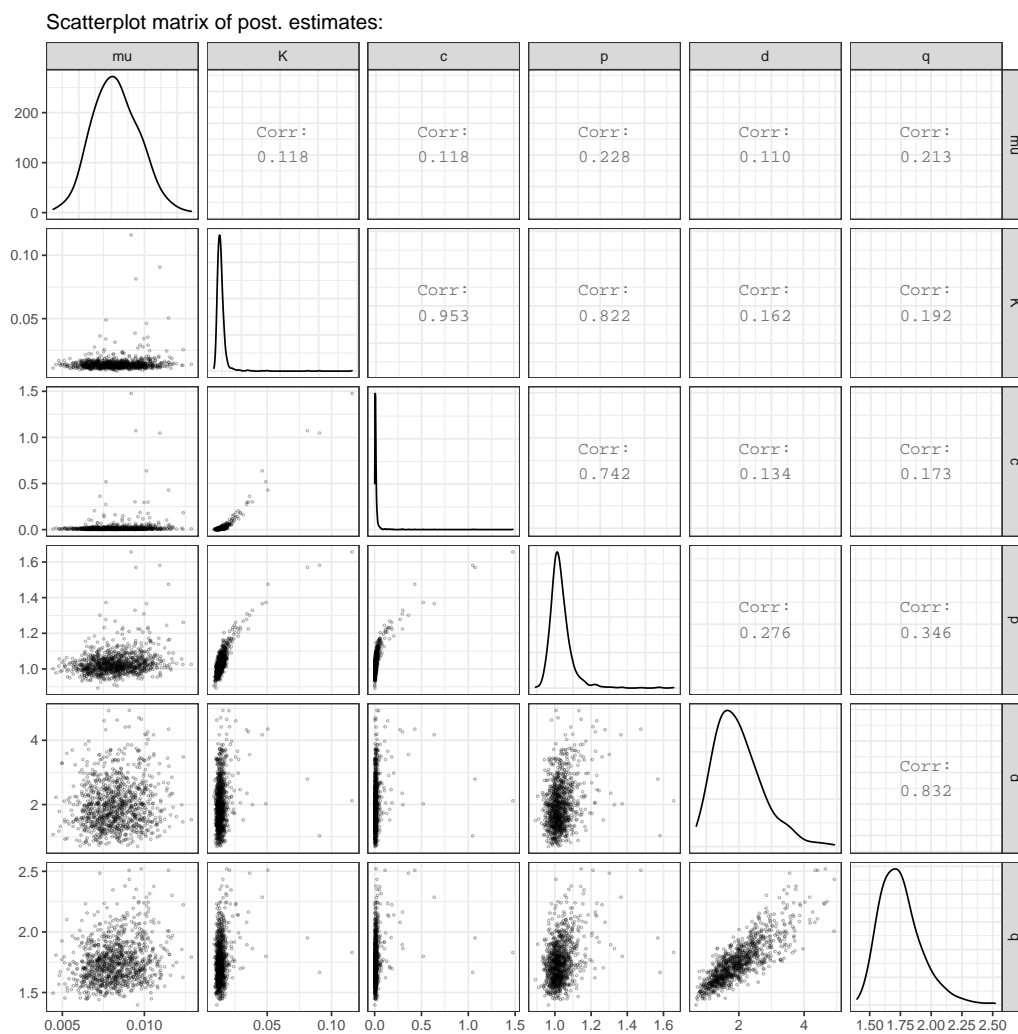 Scatterplot matrix of post. estimates:
mu K c p d q
200
100
0
Corr:
0.118
Corr:
0.118
Corr:
0.228
Corr:
0.110
Corr:
0.213
mu
0.10
0.05
Corr:
0.953
Corr:
0.822
Corr:
0.162
Corr:
0.192
K
1.5
1.0
0.5
0.0
Corr:
0.742
Corr:
0.134
Corr:
0.173
c
1.6
1.4
1.2
1.0
Corr:
0.276
Corr:
0.346
p
4
2
Corr:
0.832
d
2.5
2.0
1.5
q
0.005 0.010 0.05 0.10 0.0 0.5 1.0 1.5 1.0 1.2 1.4 1.6 2 4 1.50 1.75 2.00 2.25 2.50